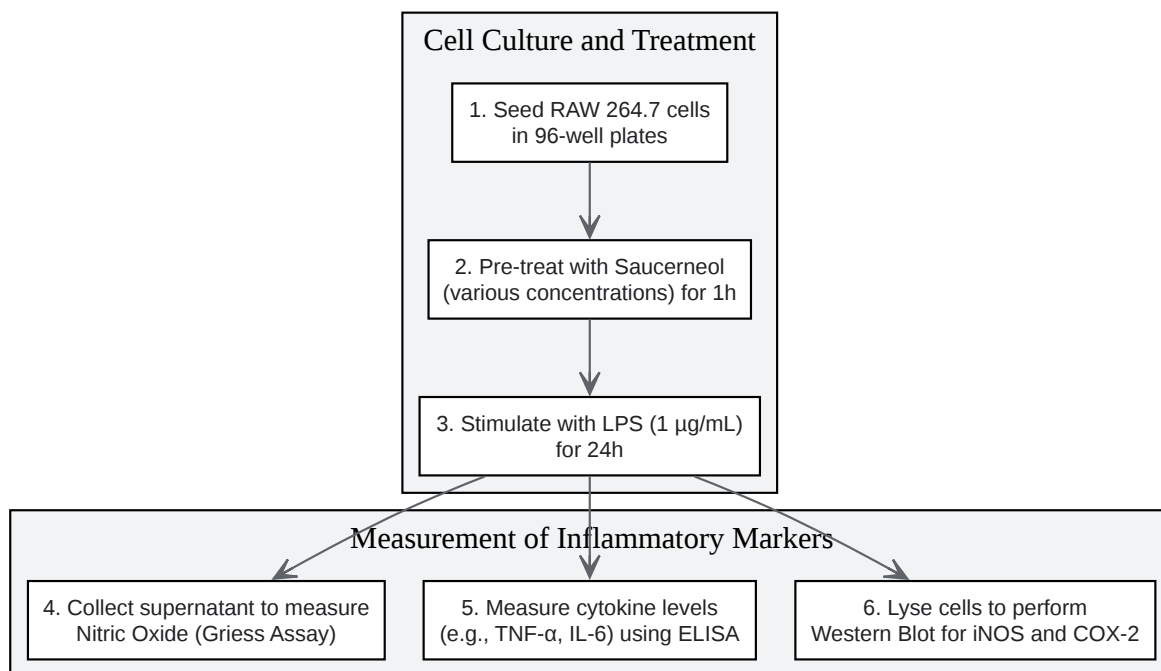 Cell Culture and Treatment
1. Seed RAW 264.7 cells
in 96-well plates
2. Pre-treat with Saucerneol
(various concentrations) for 1h
3. Stimulate with LPS (1 µg/mL)
for 24h
Measurement of Inflammatory Markers
4. Collect supernatant to measure
Nitric Oxide (Griess Assay)
5. Measure cytokine levels
(e.g., TNF-α, IL-6) using ELISA
6. Lyse cells to perform
Western Blot for iNOS and COX-2